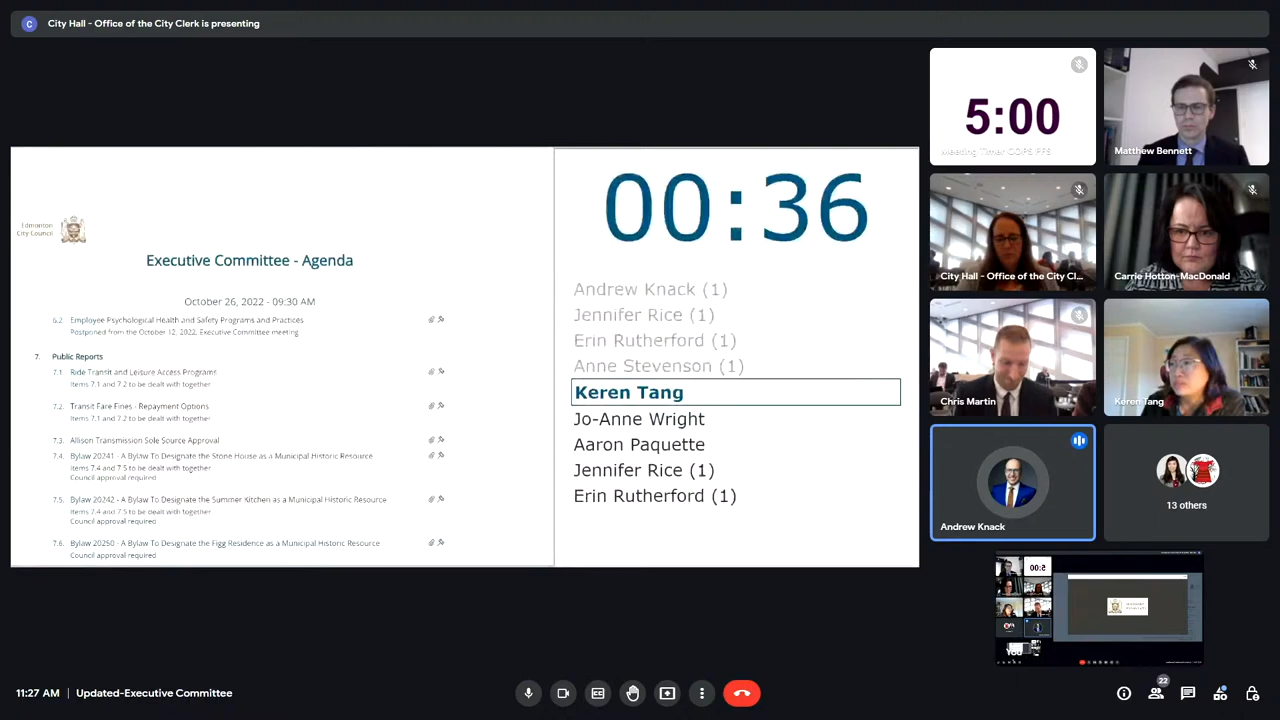 C City Hall - Office of the City Clerk is presenting
Edmonton
City Council
Executive Committee - Agenda
October 26, 2022 - 09:30 AM
6.2. Employee Psychological Health and Safety Programs and Practices
Postponed from the October 12, 2022, Executive Committee meeting
7. Public Reports
7.1. Ride Transit and Leisure Access Programs
Items 7.1 and 7.2 to be dealt with together
7.2. Transit Fare Fines - Repayment Options
Items 7.1 and 7.2 to be dealt with together
7.3. Allison Transmission Sole Source Approval
7.4. Bylaw 20241 - A Bylaw To Designate the Stone House as a Municipal Historic Resource
Items 7.4 and 7.5 to be dealt with together
Council approval required
7.5. Bylaw 20242 - A Bylaw To Designate the Summer Kitchen as a Municipal Historic Resource
Items 7.4 and 7.5 to be dealt with together
Council approval required
7.6. Bylaw 20250 - A Bylaw To Designate the Figg Residence as a Municipal Historic Resource
Council approval required
00:36
Andrew Knack (1)
Jennifer Rice (1)
Erin Rutherford (1)
Anne Stevenson (1)
Keren Tang
Jo-Anne Wright
Aaron Paquette
Jennifer Rice (1)
Erin Rutherford (1)
5:00
Meeting Timer
Matthew Bennett
City Hall - Office of the City Cl...
Carrie Hotton-MacDonald
Chris Martin
Keren Tang
Andrew Knack
13 others
11:27 AM | Updated-Executive Committee
22